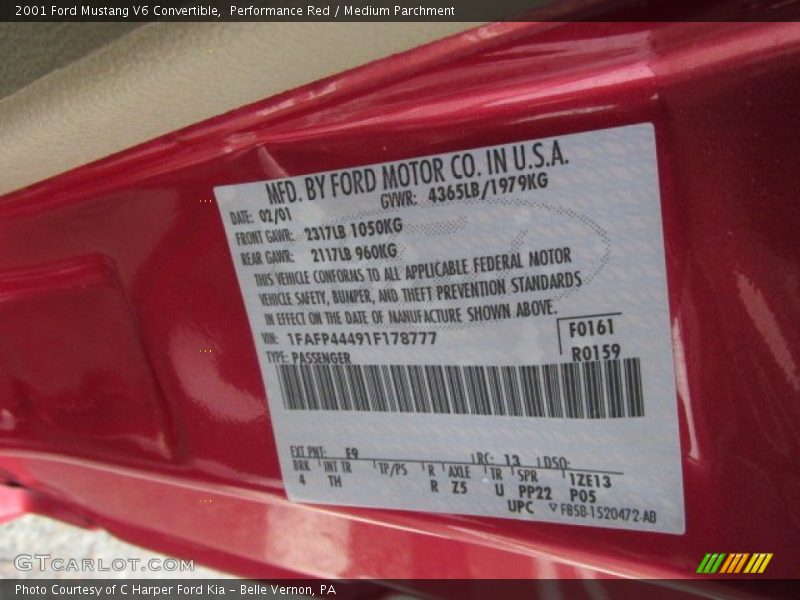 2001 Ford Mustang V6 Convertible,  Performance Red / Medium Parchment
MFD. BY FORD MOTOR CO. IN U.S.A.
DATE: 02/01 GVWR: 4365LB/1979KG
FRONT GAWR: 2317LB 1050KG
REAR GAWR: 2117LB 960KG
THIS VEHICLE CONFORMS TO ALL APPLICABLE FEDERAL MOTOR
VEHICLE SAFETY, BUMPER, AND THEFT PREVENTION STANDARDS
IN EFFECT ON THE DATE OF MANUFACTURE SHOWN ABOVE.
VIN: 1FAFP44491F178777 F0161
TYPE: PASSENGER R0159
EXT PNT: E9 RC: 13 DSO:
BRK INT TR TP/PS R AXLE TR SPR 1ZE13
4 TH R Z5 U PP22 P05
UPC ▽ F85B-1520472-AB
GTCARLOT.COM
Photo Courtesy of C Harper Ford Kia – Belle Vernon, PA